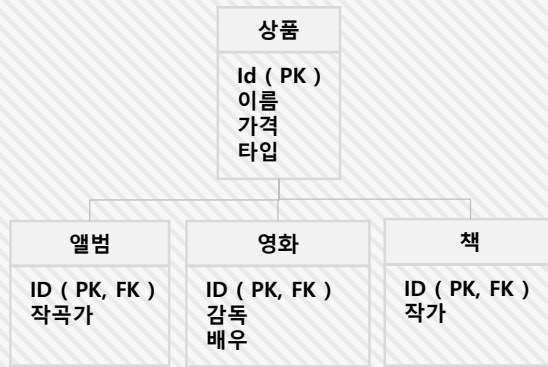 상품
Id ( PK )
이름
가격
타입
앨범
ID ( PK, FK )
작곡가
영화
ID ( PK, FK )
감독
배우
책
ID ( PK, FK )
작가